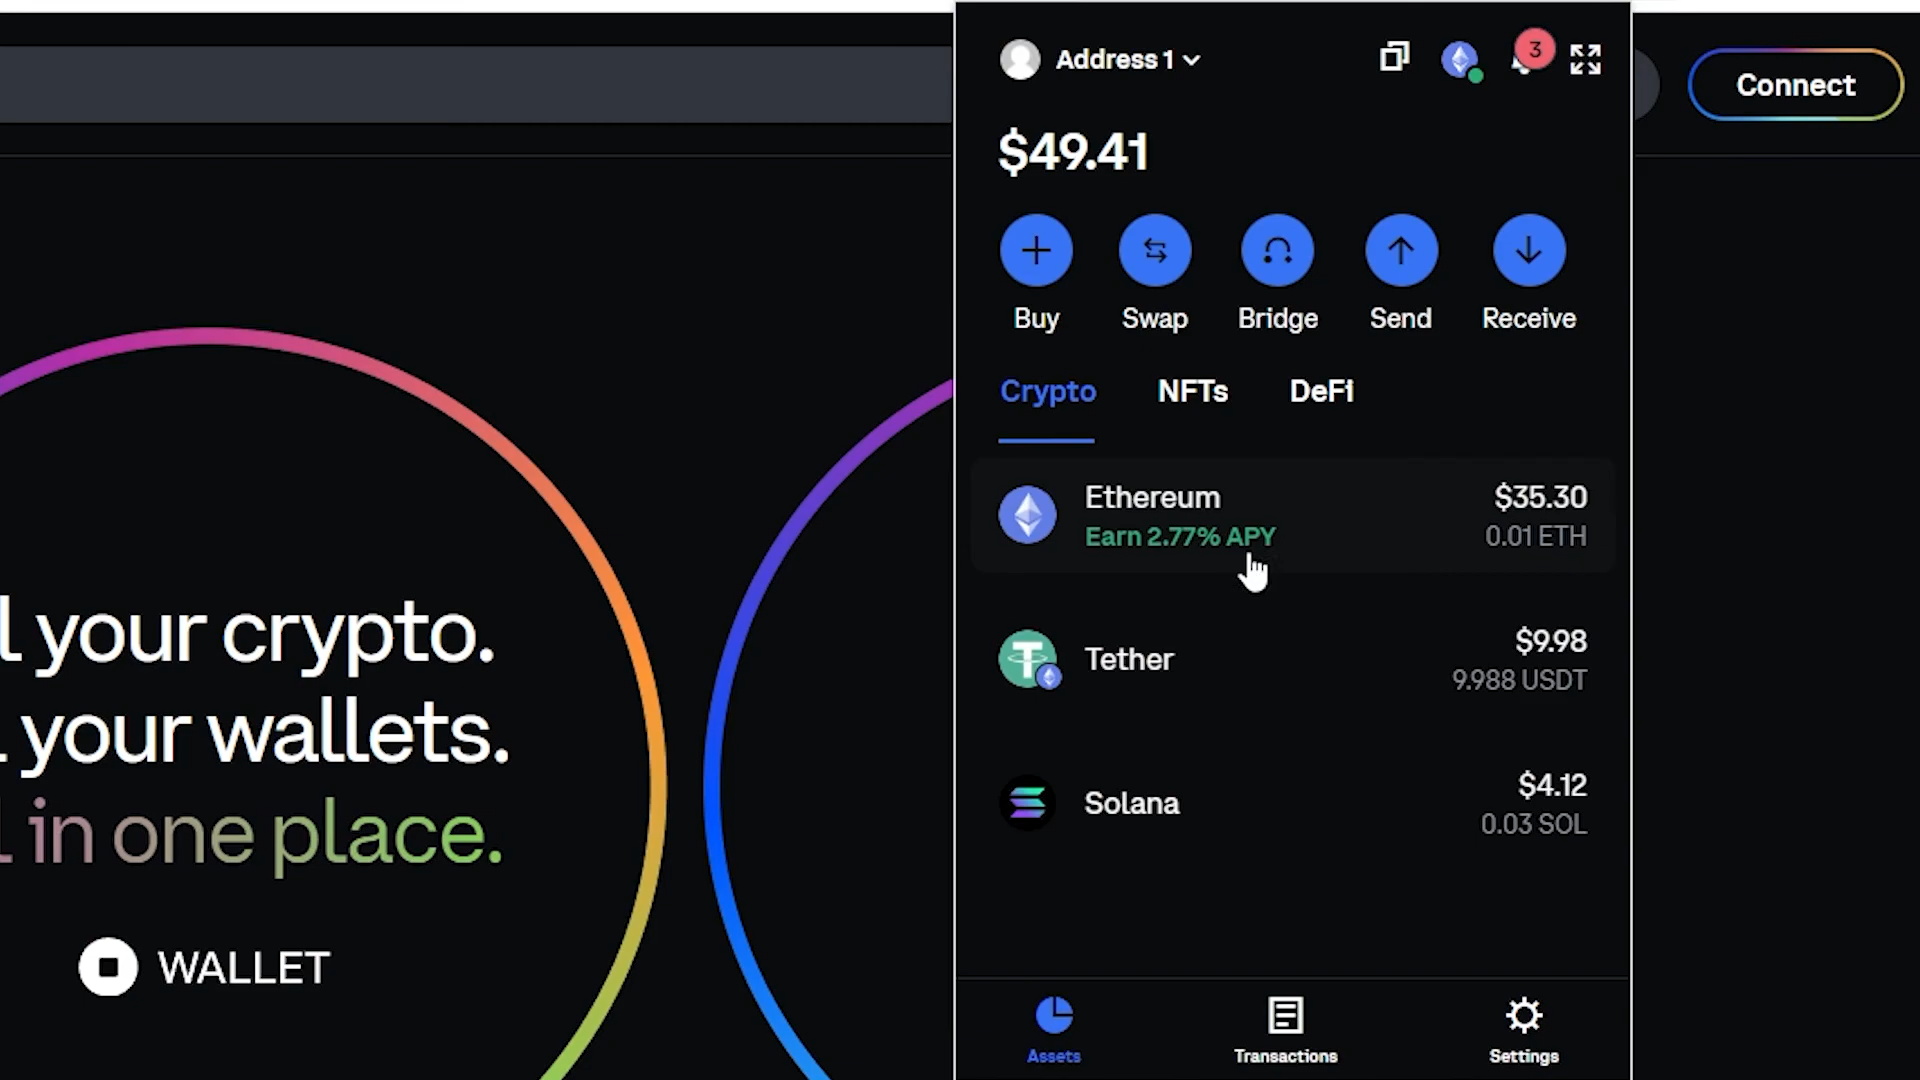 Address 1
3
Connect
$49.41
Buy
Swap
Bridge
Send
Receive
Crypto
NFTs
DeFi
Ethereum
$35.30
Earn 2.77% APY
0.01 ETH
Tether
$9.98
9.988 USDT
Solana
$4.12
0.03 SOL
Assets
Transactions
Settings
l your crypto.
l your wallets.
l in one place.
WALLET